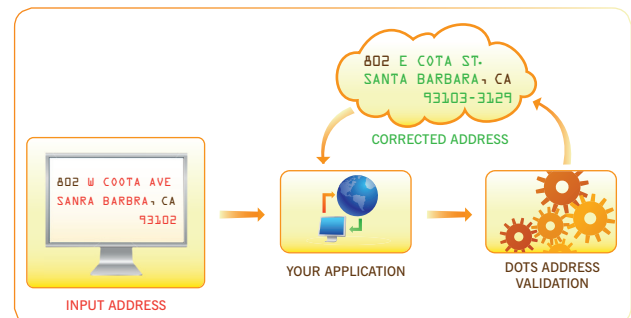 802 E COTA ST.
SANTA BARBARA, CA
93103-3129
CORRECTED ADDRESS
802 W COOTA AVE
SANRA BARBRA, CA
93102
INPUT ADDRESS
YOUR APPLICATION
DOTS ADDRESS
VALIDATION